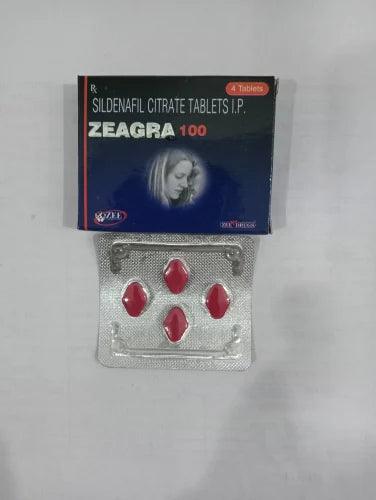 Rx
4 Tablets
SILDENAFIL CITRATE TABLETS I.P.
ZEAGRA 100
ZEE
ZEE DRUGS